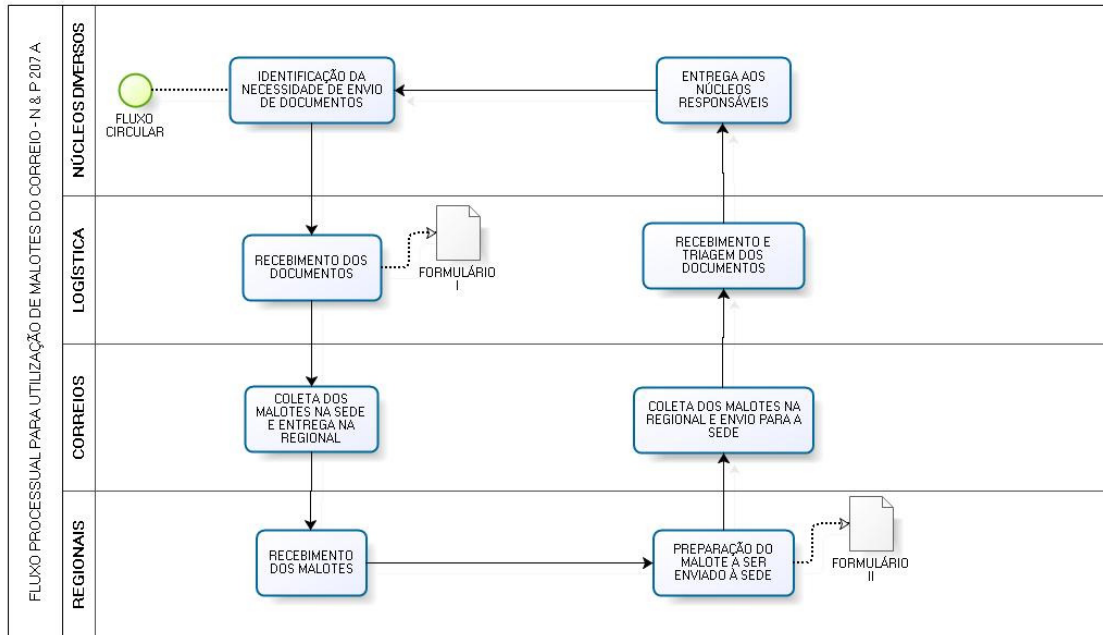 FLUXO PROCESSUAL PARA UTILIZAÇÃO DE MALOTES DO CORREIO - N & P 207 A
NÚCLEOS DIVERSOS
FLUXO
CIRCULAR
IDENTIFICAÇÃO DA
NECESSIDADE DE ENVIO
DE DOCUMENTOS
ENTREGA AOS
NÚCLEOS
RESPONSÁVEIS
LOGÍSTICA
RECEBIMENTO DOS
DOCUMENTOS
FORMULÁRIO
I
RECEBIMENTO E
TRIAGEM DOS
DOCUMENTOS
CORREIOS
COLETA DOS
MALOTES NA SEDE
E ENTREGA NA
REGIONAL
COLETA DOS MALOTES NA
REGIONAL E ENVIO PARA A
SEDE
REGIONAIS
RECEBIMENTO
DOS MALOTES
PREPARAÇÃO DO
MALOTE A SER
ENVIADO À SEDE
FORMULÁRIO
II